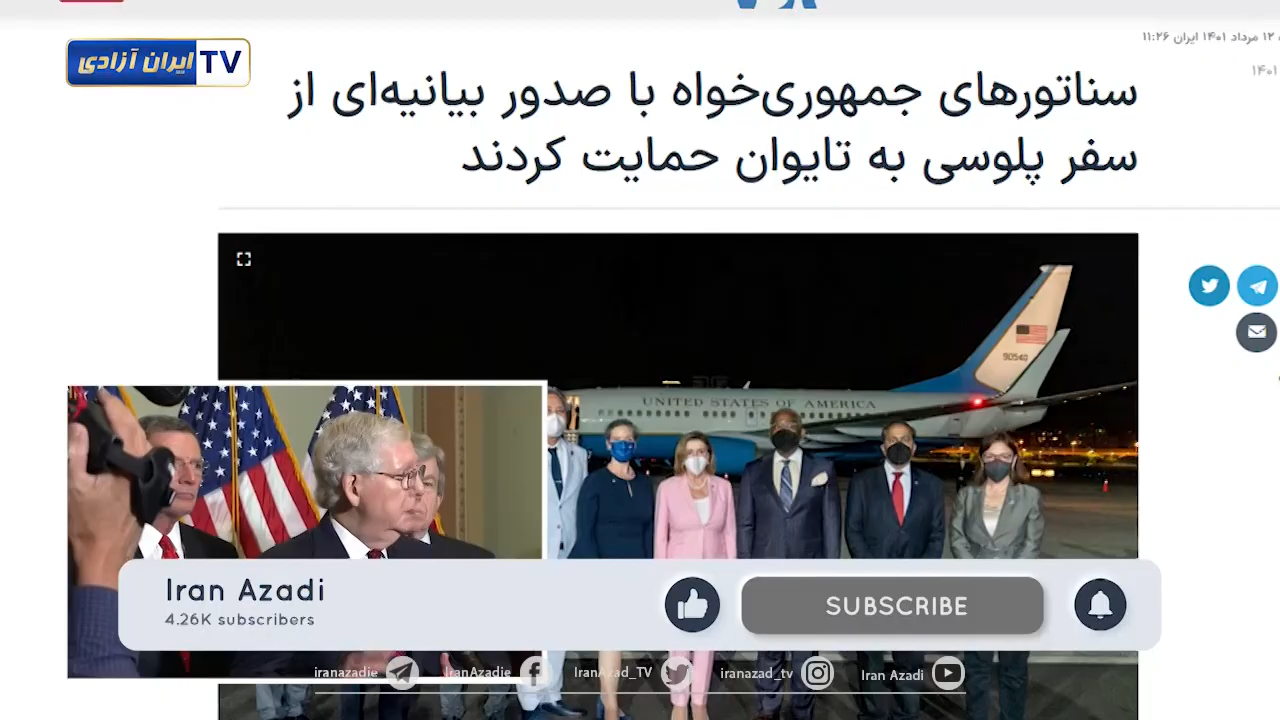 ایران آزادی TV
۱۲ مرداد ۱۴۰۱ ایران ۱۱:۲۶
۱۴۰۱
سناتورهای جمهوری‌خواه با صدور بیانیه‌ای از
سفر پلوسی به تایوان حمایت کردند
90540
UNITED STATES OF AMERICA
Iran Azadi
4.26K subscribers
SUBSCRIBE
iranazadie IranAzadie IranAzad_TV iranazad_tv Iran Azadi